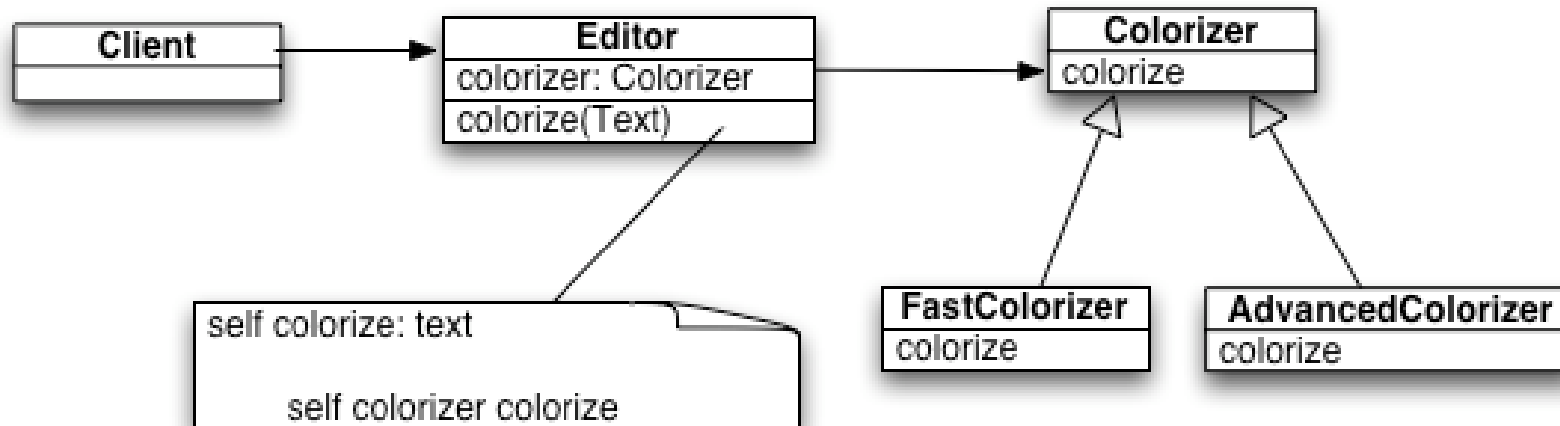 Client
Editor
colorizer: Colorizer
colorize(Text)
Colorizer
colorize
FastColorizer
colorize
AdvancedColorizer
colorize
self colorize: text
self colorizer colorize